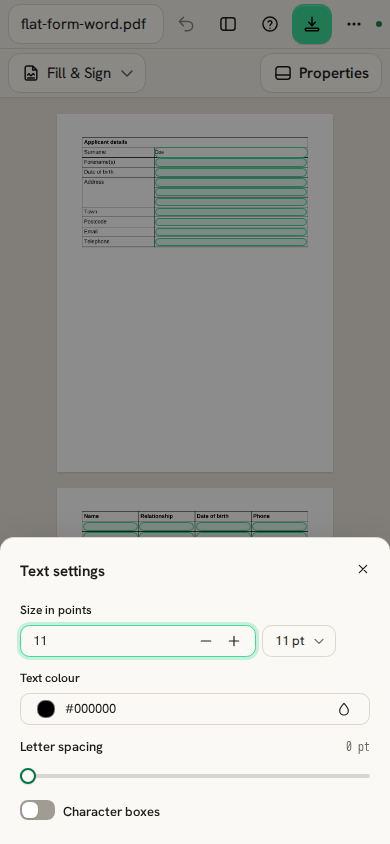 flat-form-word.pdf
Fill & Sign
Properties
Applicant details
Surname Doe
Forename(s)
Date of birth
Address
Town
Postcode
Email
Telephone
Name Relationship Date of birth Phone
Text settings
Size in points
11 11 pt
Text colour
#000000
Letter spacing 0 pt
Character boxes